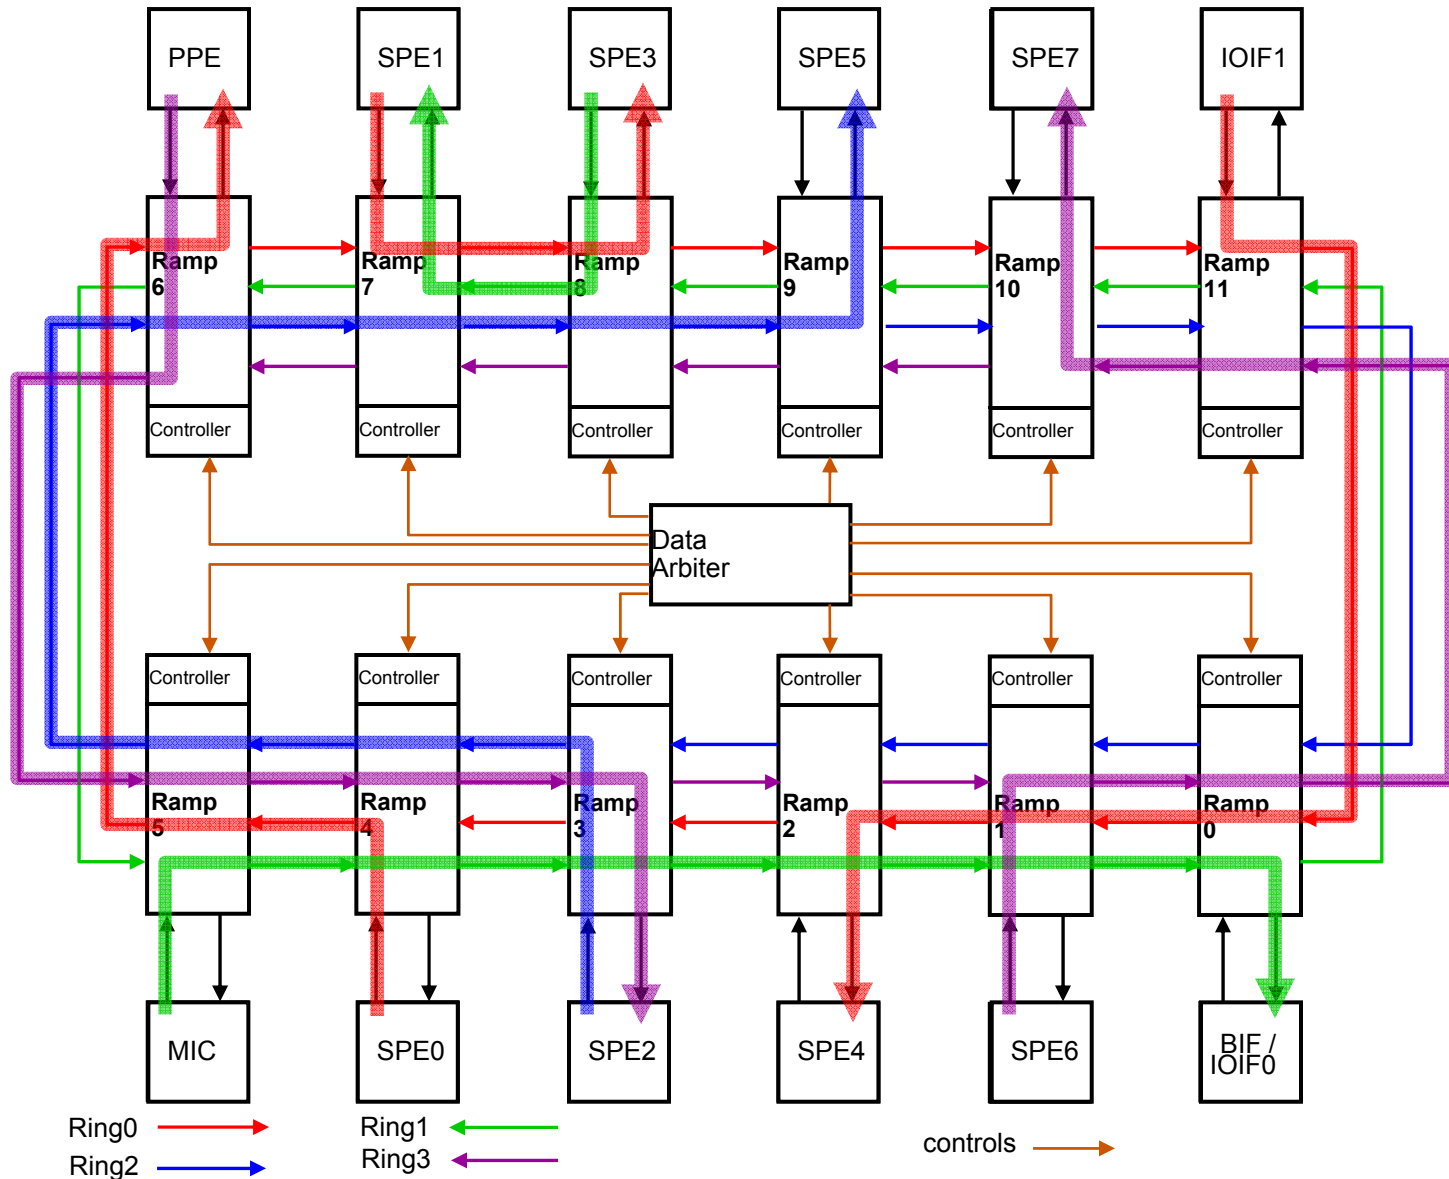 PPE
SPE1
SPE3
SPE5
SPE7
IOIF1
Ramp
6
Ramp
7
Ramp
8
Ramp
9
Ramp
10
Ramp
11
Controller
Controller
Controller
Controller
Controller
Controller
Data
Arbiter
Controller
Controller
Controller
Controller
Controller
Controller
Ramp
5
Ramp
4
Ramp
3
Ramp
2
Ramp
1
Ramp
0
MIC
SPE0
SPE2
SPE4
SPE6
BIF /
IOIF0
Ring0
Ring1
Ring2
Ring3
controls